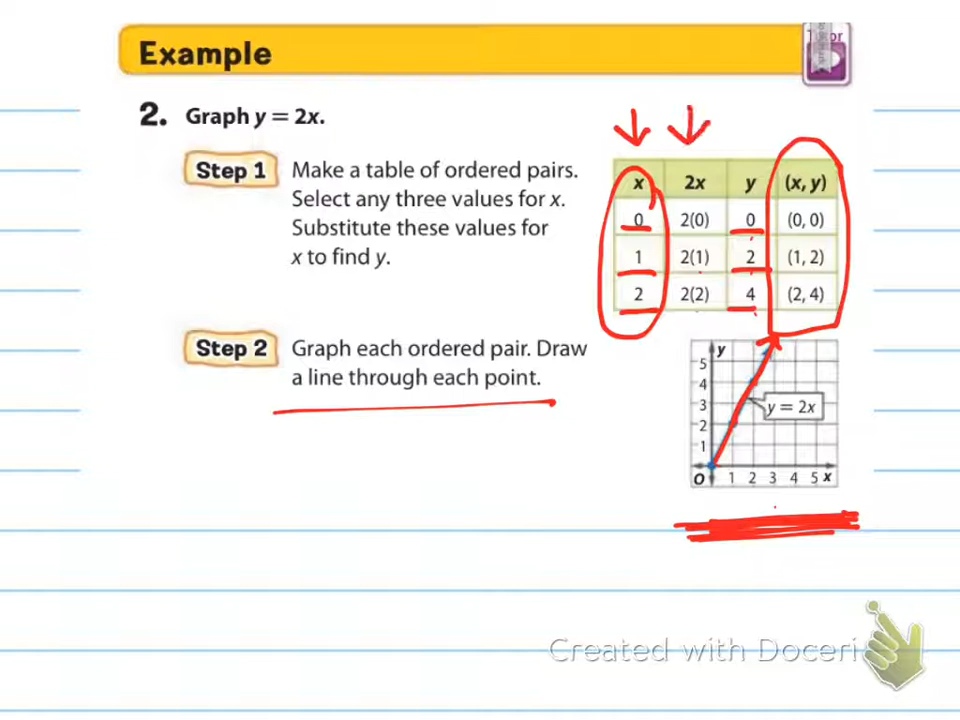 Example
Tutor
2. Graph y = 2x.
Step 1 Make a table of ordered pairs.
Select any three values for x.
Substitute these values for
x to find y.
x 2x y (x, y)
0 2(0) 0 (0, 0)
1 2(1) 2 (1, 2)
2 2(2) 4 (2, 4)
Step 2 Graph each ordered pair. Draw
a line through each point.
y
5
4
3
2
1
y = 2x
O 1 2 3 4 5 x
Created with Doceri